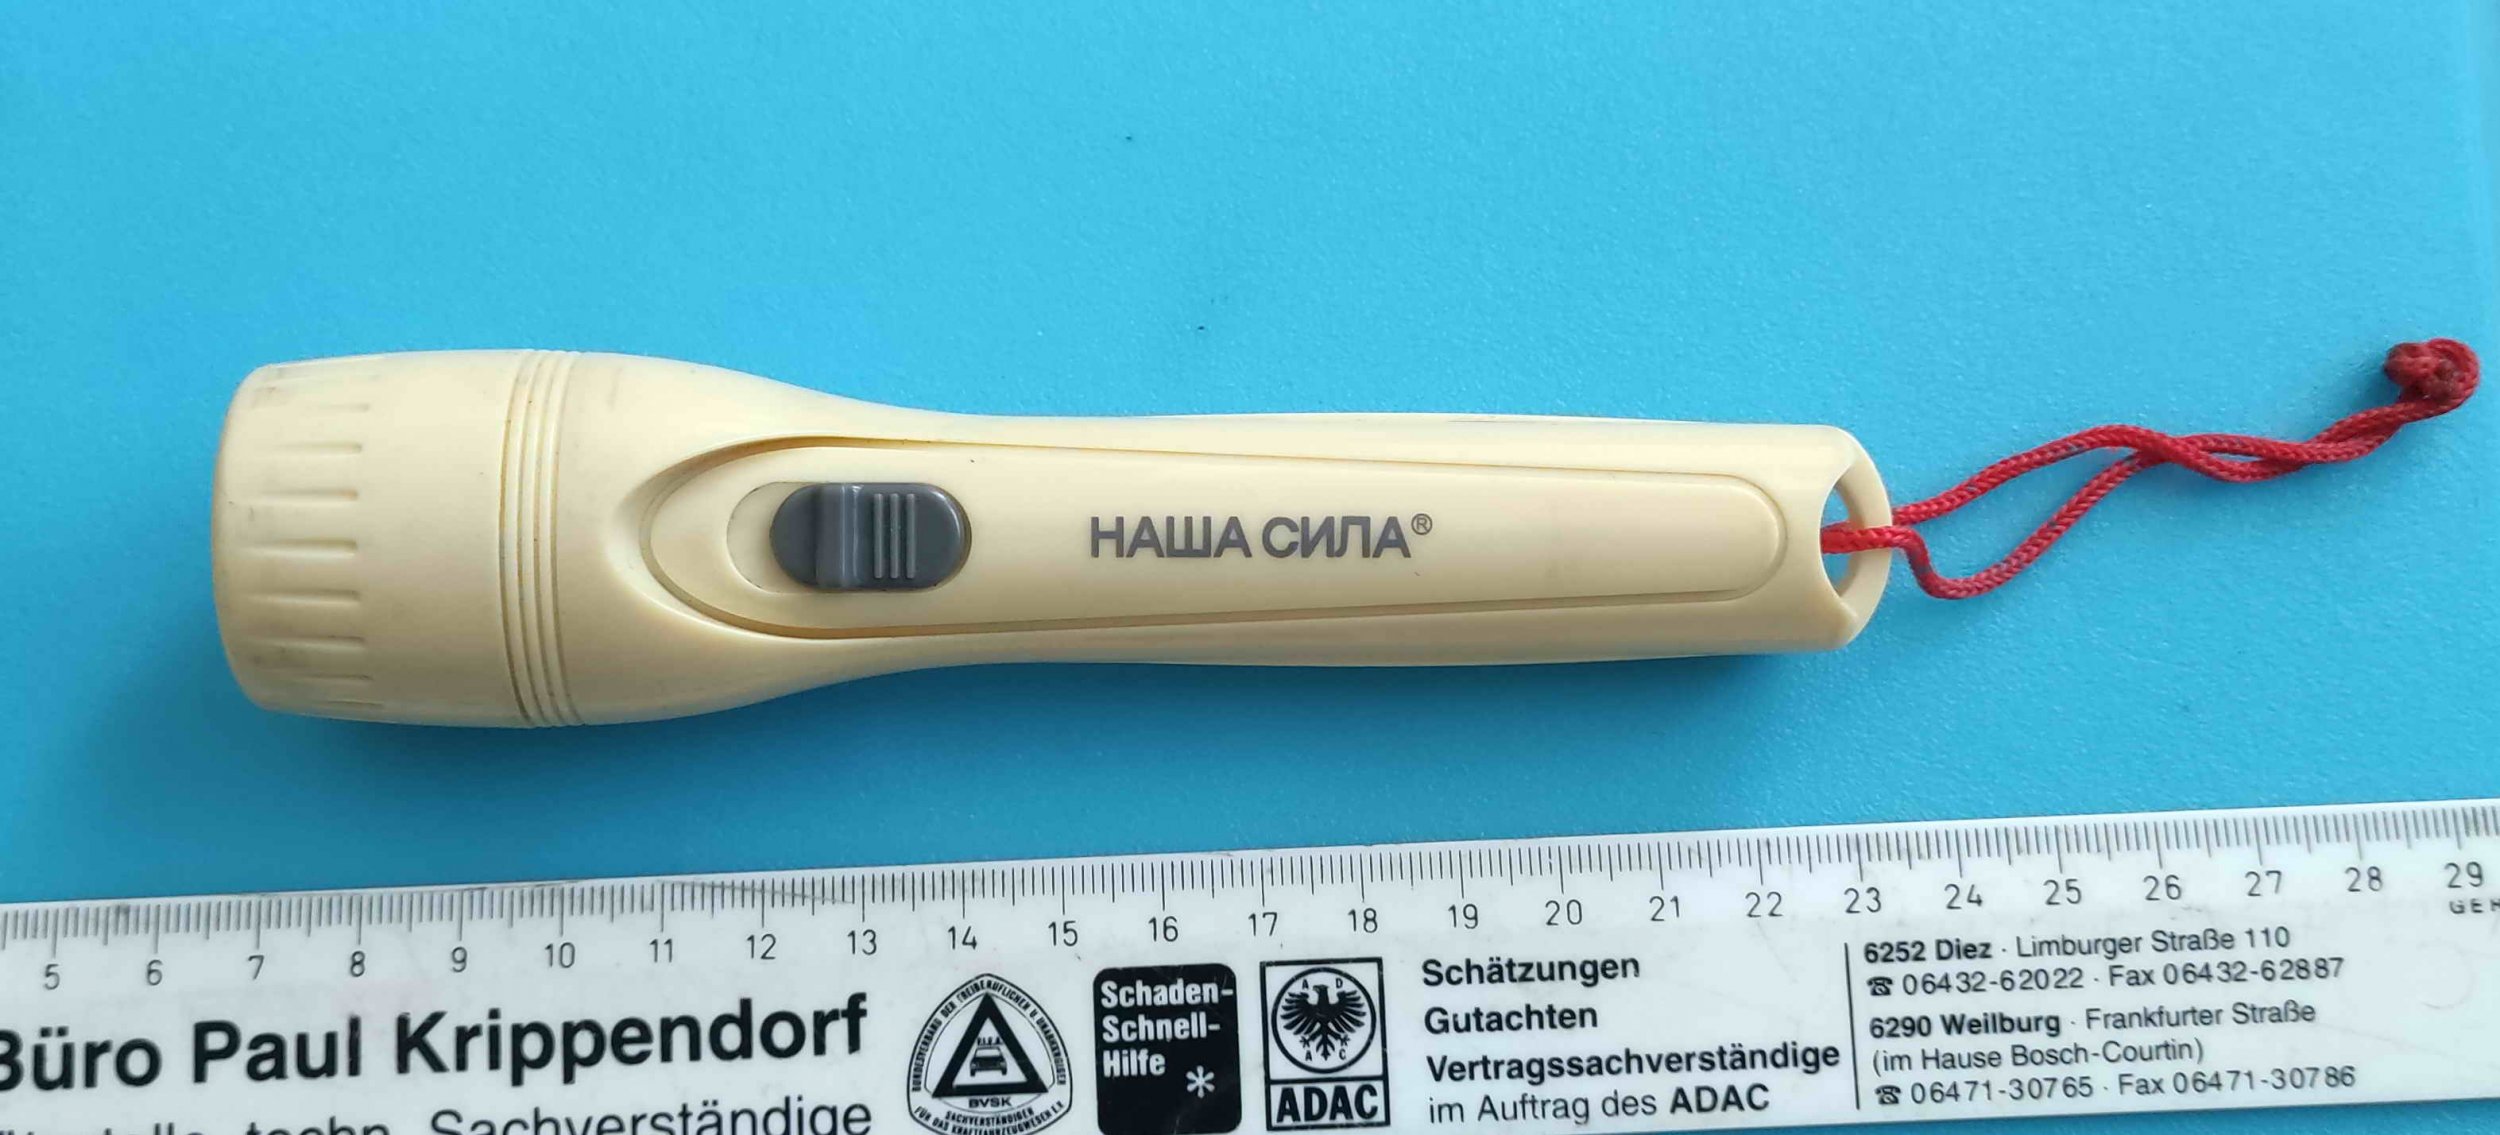 НАША СИЛА®
5 6 7 8 9 10 11 12 13 14 15 16 17 18 19 20 21 22 23 24 25 26 27 28 29
Büro Paul Krippendorf
techn. Sachverständige
BVSK
Schaden-
Schnell-
Hilfe
*
ADAC
Schätzungen
Gutachten
Vertragssachverständige
im Auftrag des ADAC
6252 Diez · Limburger Straße 110
☎ 06432-62022 · Fax 06432-62887
6290 Weilburg · Frankfurter Straße
(im Hause Bosch-Courtin)
☎ 06471-30765 · Fax 06471-30786